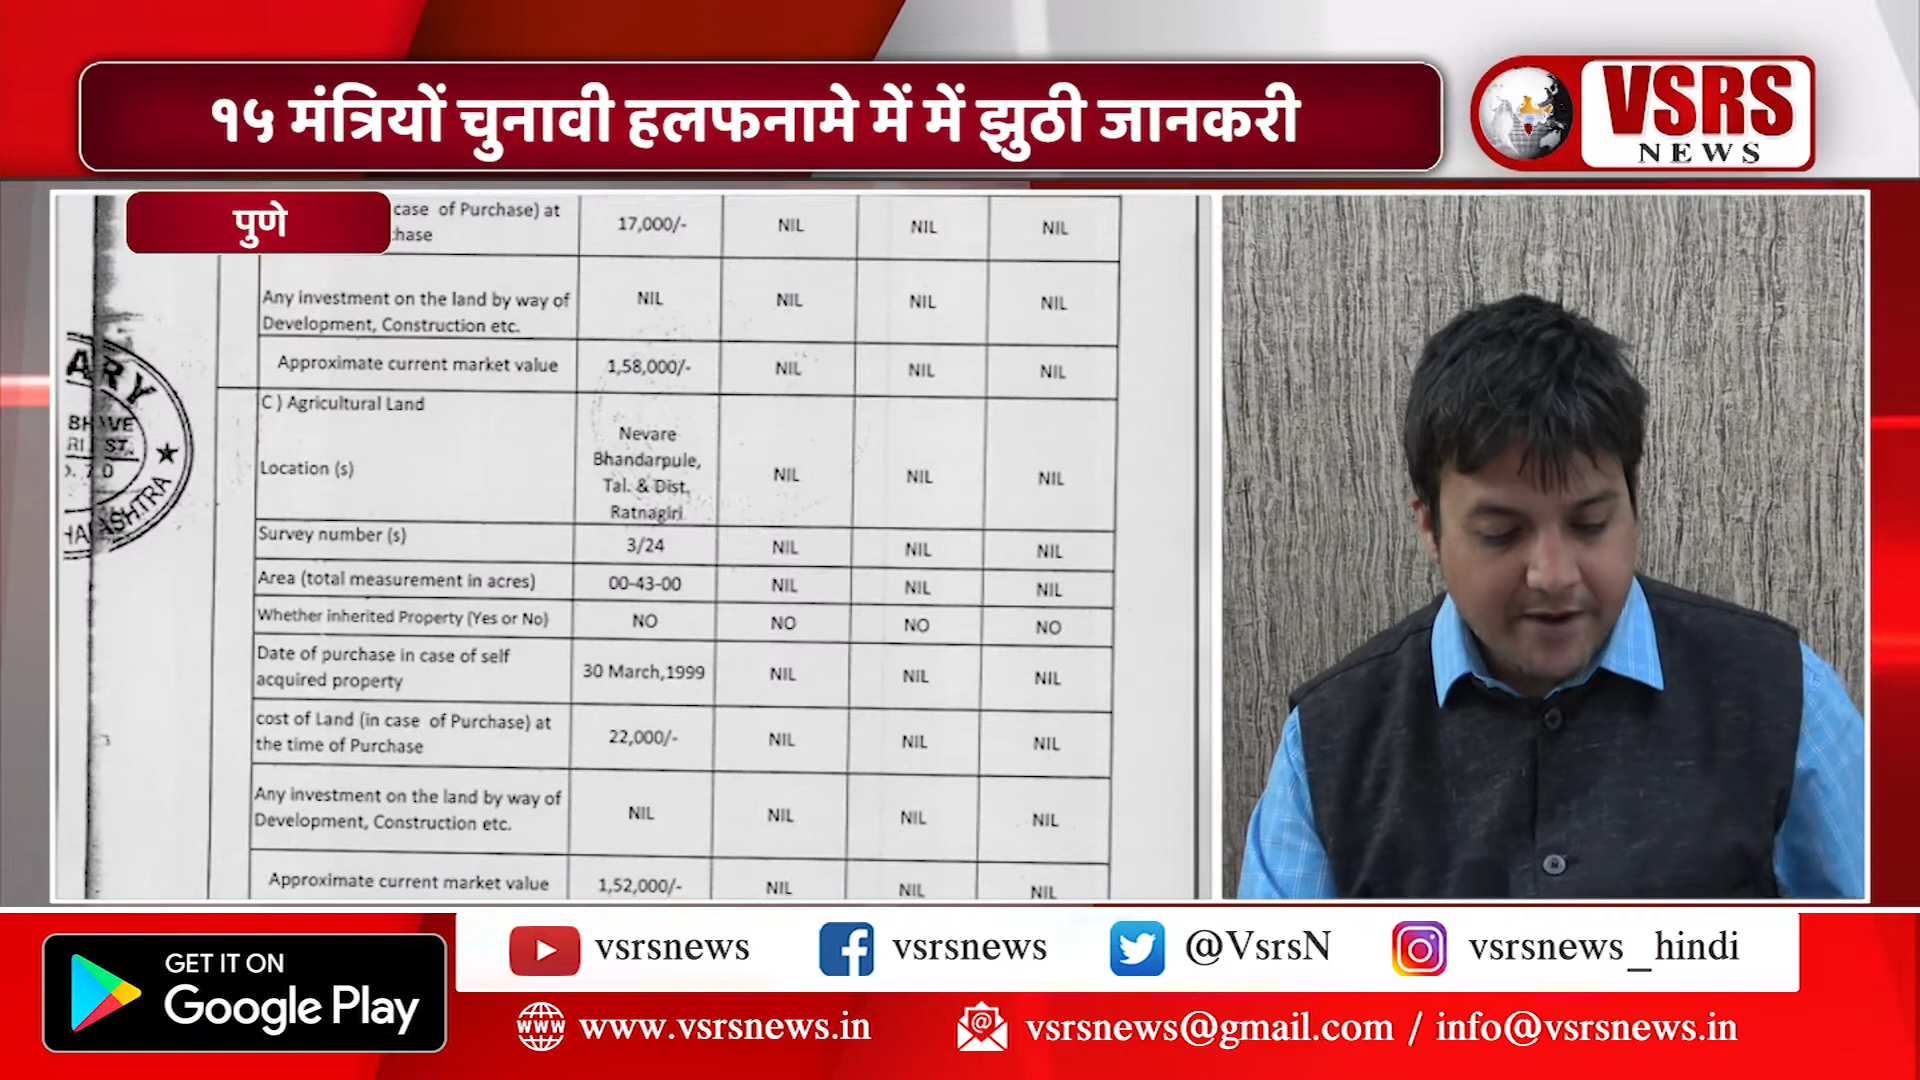 १५ मंत्रियों चुनावी हलफनामे में में झुठी जानकरी
VSRS
NEWS
पुणे
case of Purchase) at
hase
17,000/- NIL NIL NIL
Any investment on the land by way of
Development, Construction etc.
NIL NIL NIL NIL
Approximate current market value 1,58,000/- NIL NIL NIL
C ) Agricultural Land
Location (s)
Nevare
Bhandarpule,
Tal. & Dist.
Ratnagiri
NIL NIL NIL
Survey number (s) 3/24 NIL NIL NIL
Area (total measurement in acres) 00-43-00 NIL NIL NIL
Whether inherited Property (Yes or No) NO NO NO NO
Date of purchase in case of self
acquired property
30 March,1999 NIL NIL NIL
cost of Land (in case of Purchase) at
the time of Purchase
22,000/- NIL NIL NIL
Any investment on the land by way of
Development, Construction etc.
NIL NIL NIL NIL
Approximate current market value 1,52,000/- NIL NIL NIL
ARY
ST.
ASHTRA
GET IT ON
Google Play
vsrsnews vsrsnews @VsrsN vsrsnews_hindi
www www.vsrsnews.in vsrsnews@gmail.com / info@vsrsnews.in